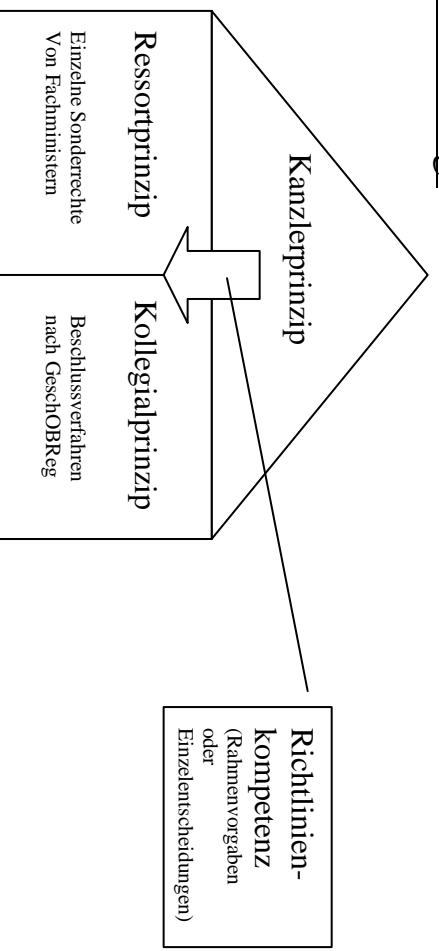 Kanzlerprinzip
Ressortprinzip
Einzelne Sonderrechte
Von Fachministern
Kollegialprinzip
Beschlussverfahren
nach GeschOBReg
Richtlinien-
kompetenz
(Rahmenvorgaben
oder
Einzelentscheidungen)